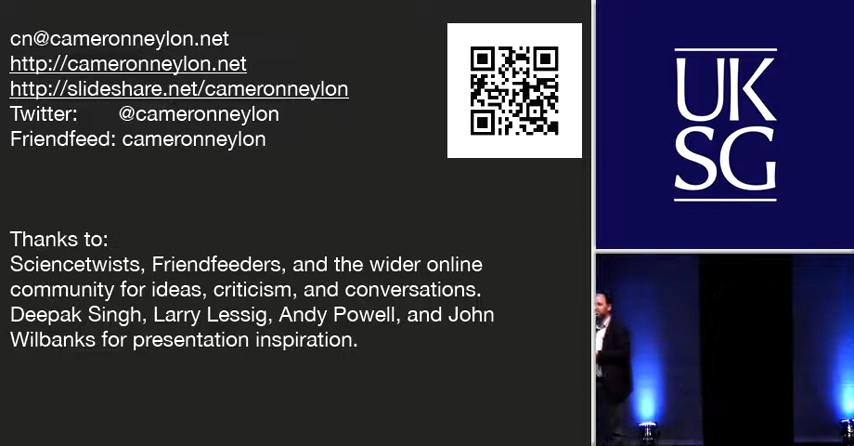 cn@cameronneylon.net
http://cameronneylon.net
http://slideshare.net/cameronneylon
Twitter: @cameronneylon
Friendfeed: cameronneylon
Thanks to:
Sciencetwists, Friendfeeders, and the wider online
community for ideas, criticism, and conversations.
Deepak Singh, Larry Lessig, Andy Powell, and John
Wilbanks for presentation inspiration.
UK
SG